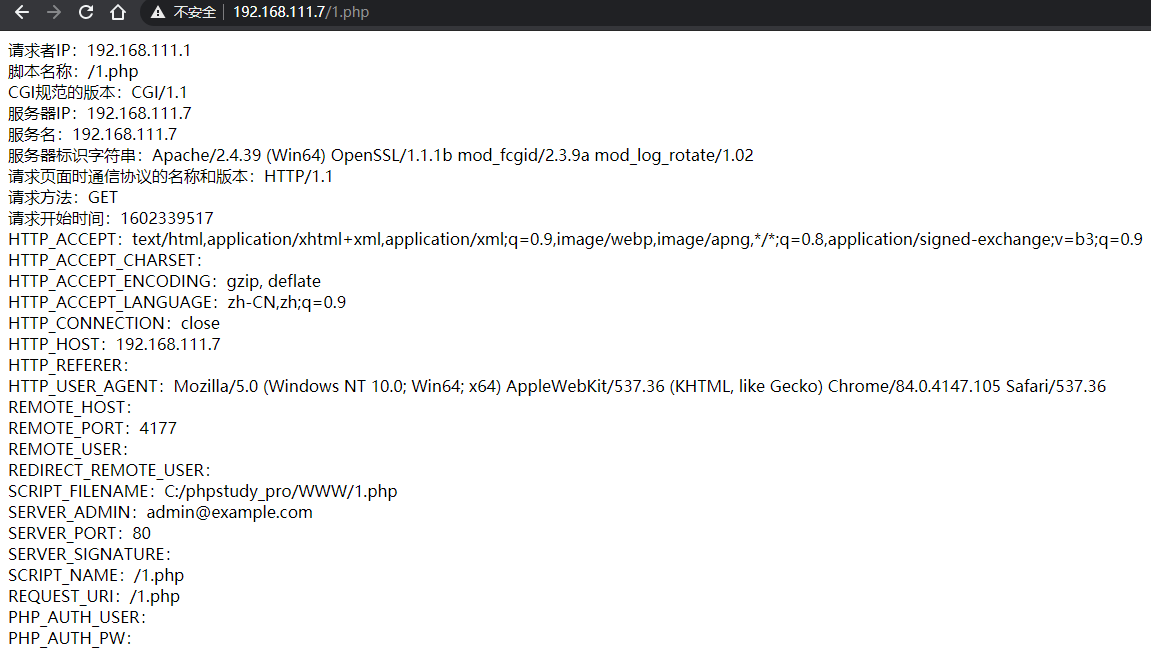 不安全 192.168.111.7/1.php
请求者IP：192.168.111.1
脚本名称：/1.php
CGI规范的版本：CGI/1.1
服务器IP：192.168.111.7
服务名：192.168.111.7
服务器标识字符串：Apache/2.4.39 (Win64) OpenSSL/1.1.1b mod_fcgid/2.3.9a mod_log_rotate/1.02
请求页面时通信协议的名称和版本：HTTP/1.1
请求方法：GET
请求开始时间：1602339517
HTTP_ACCEPT：text/html,application/xhtml+xml,application/xml;q=0.9,image/webp,image/apng,*/*;q=0.8,application/signed-exchange;v=b3;q=0.9
HTTP_ACCEPT_CHARSET：
HTTP_ACCEPT_ENCODING：gzip, deflate
HTTP_ACCEPT_LANGUAGE：zh-CN,zh;q=0.9
HTTP_CONNECTION：close
HTTP_HOST：192.168.111.7
HTTP_REFERER：
HTTP_USER_AGENT：Mozilla/5.0 (Windows NT 10.0; Win64; x64) AppleWebKit/537.36 (KHTML, like Gecko) Chrome/84.0.4147.105 Safari/537.36
REMOTE_HOST：
REMOTE_PORT：4177
REMOTE_USER：
REDIRECT_REMOTE_USER：
SCRIPT_FILENAME：C:/phpstudy_pro/WWW/1.php
SERVER_ADMIN：admin@example.com
SERVER_PORT：80
SERVER_SIGNATURE：
SCRIPT_NAME：/1.php
REQUEST_URI：/1.php
PHP_AUTH_USER：
PHP_AUTH_PW：